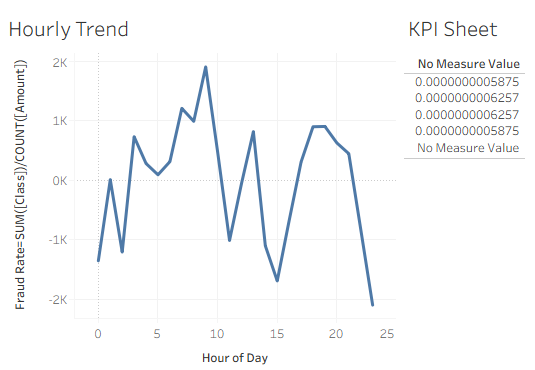 Hourly Trend
KPI Sheet
Fraud Rate=SUM([Class])/COUNT([Amount])
2K
1K
0K
-1K
-2K
0
5
10
15
20
25
Hour of Day
No Measure Value
0.0000000005875
0.0000000006257
0.0000000006257
0.0000000005875
No Measure Value